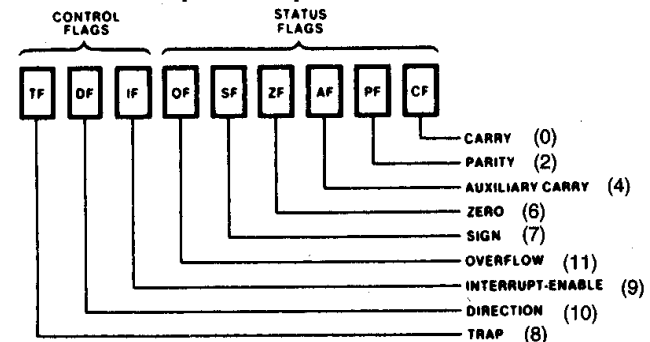 CONTROL
FLAGS
STATUS
FLAGS
TF DF IF OF SF ZF AF PF CF
CARRY (0)
PARITY (2)
AUXILIARY CARRY (4)
ZERO (6)
SIGN (7)
OVERFLOW (11)
INTERRUPT-ENABLE (9)
DIRECTION (10)
TRAP (8)